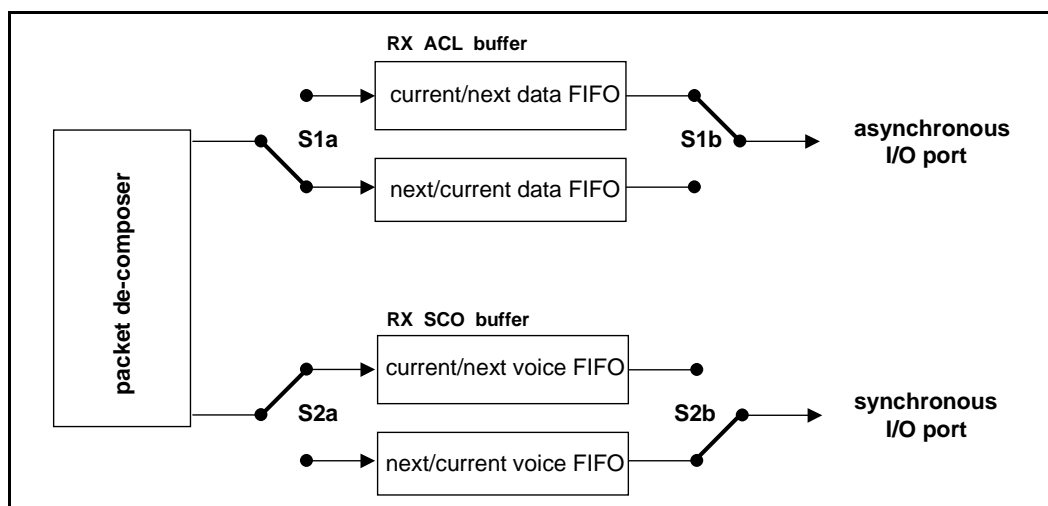 RX ACL buffer
current/next data FIFO
S1a
S1b
asynchronous
I/O port
next/current data FIFO
packet de-composer
RX SCO buffer
current/next voice FIFO
S2a
S2b
synchronous
I/O port
next/current voice FIFO